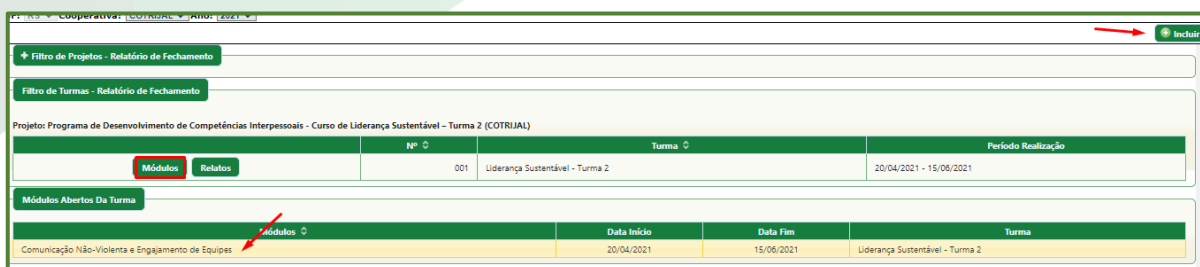 F: RS Cooperativa: COTRIJAL Ano: 2021
Incluir
+ Filtro de Projetos - Relatório de Fechamento
Filtro de Turmas - Relatório de Fechamento
Projeto: Programa de Desenvolvimento de Competências Interpessoais - Curso de Liderança Sustentável – Turma 2 (COTRIJAL)
Nº Turma Período Realização
Módulos Relatos 001 Liderança Sustentável - Turma 2 20/04/2021 - 15/06/2021
Módulos Abertos Da Turma
Módulos Data Início Data Fim Turma
Comunicação Não-Violenta e Engajamento de Equipes 20/04/2021 15/06/2021 Liderança Sustentável - Turma 2